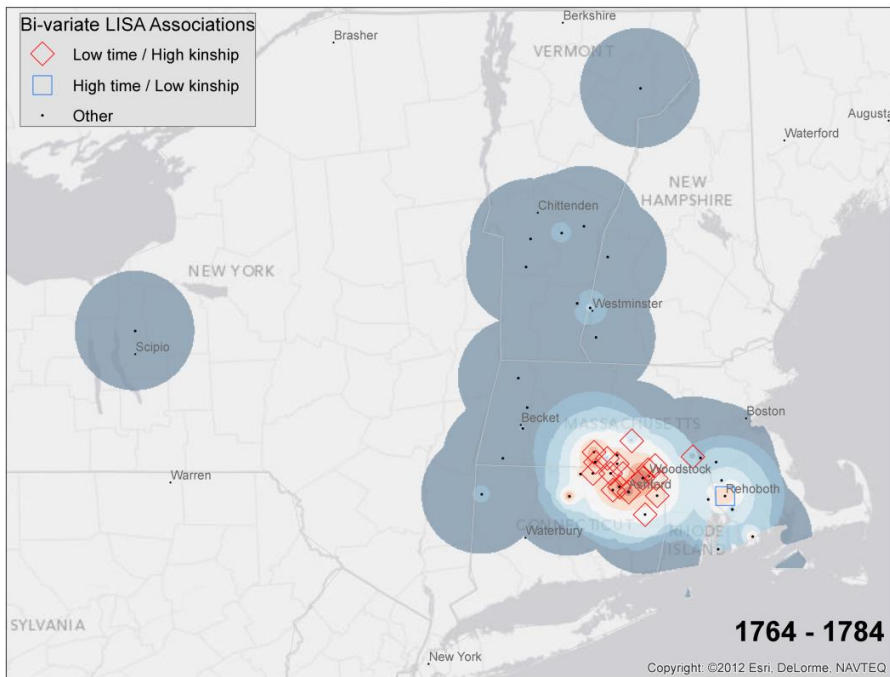 Bi-variate LISA Associations
Low time / High kinship
High time / Low kinship
Other
Berkshire
Brasher
VERMONT
Augusta
Waterford
NEW
HAMPSHIRE
Chittenden
NEW YORK
Westminster
Scipio
Becket
MASSACHUSETTS
Boston
Woodstock
Warren
Ashford
Rehoboth
CONNECTICUT
RHODE
ISLAND
Waterbury
SYLVANIA
1764 - 1784
New York
Copyright: ©2012 Esri, DeLorme, NAVTEQ